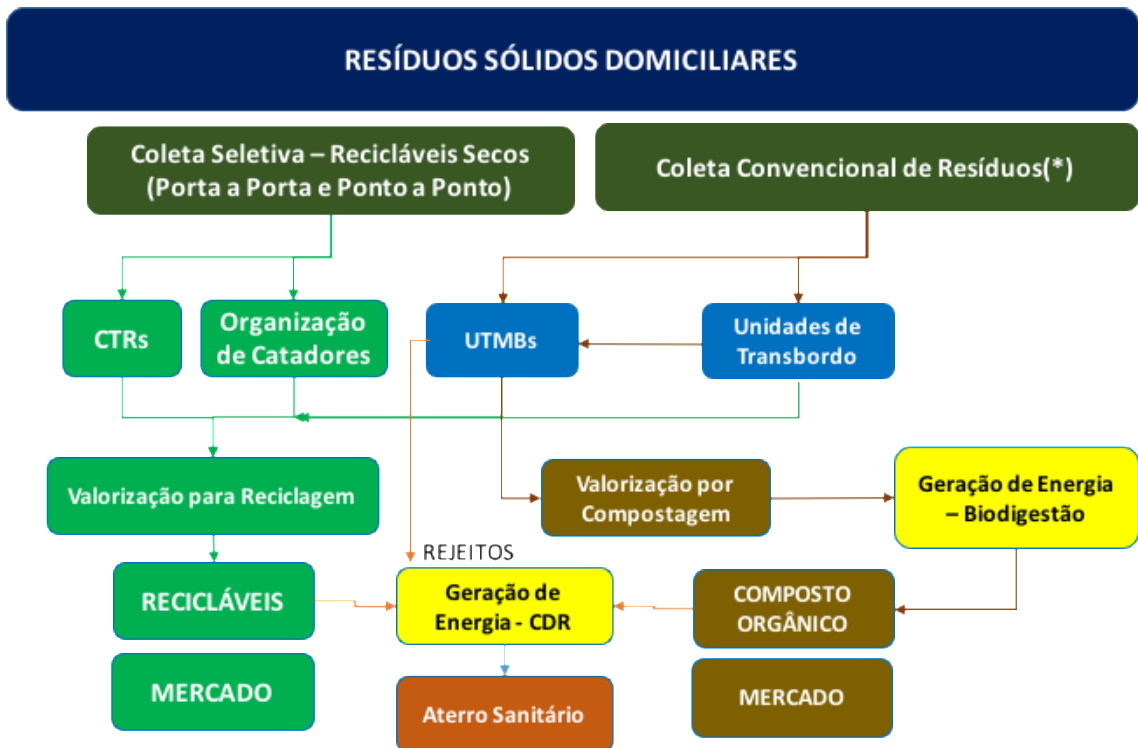 RESÍDUOS SÓLIDOS DOMICILIARES
Coleta Seletiva – Recicláveis Secos
(Porta a Porta e Ponto a Ponto)
Coleta Convencional de Resíduos(*)
CTRs
Organização
de Catadores
UTMBs
Unidades de
Transbordo
Valorização para Reciclagem
Valorização por
Compostagem
Geração de Energia
– Biodigestão
REJEITOS
RECICLÁVEIS
Geração de
Energia - CDR
COMPOSTO
ORGÂNICO
MERCADO
Aterro Sanitário
MERCADO